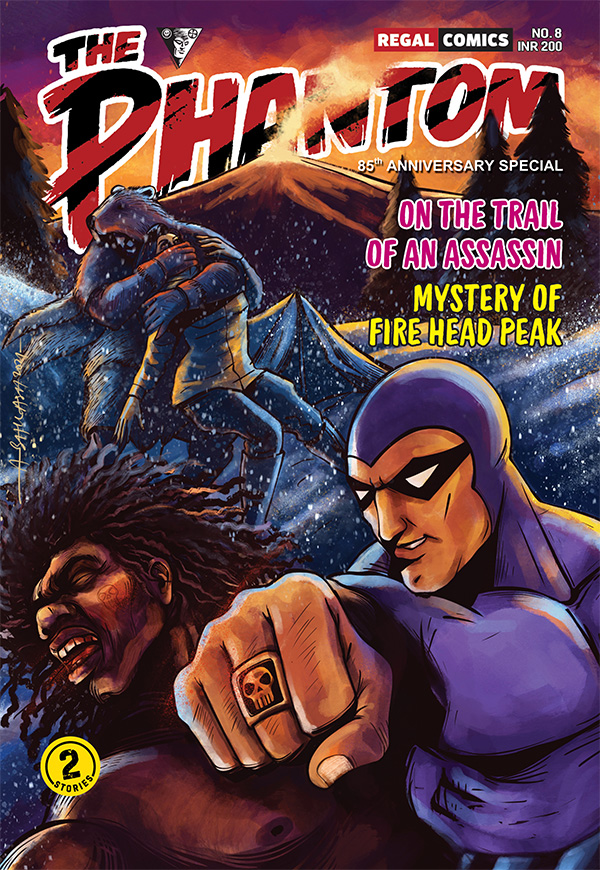 THE
PHANTOM
REGAL COMICS
NO. 8
INR 200
85th ANNIVERSARY SPECIAL
ON THE TRAIL
OF AN ASSASSIN
MYSTERY OF
FIRE HEAD PEAK
2
STORIES